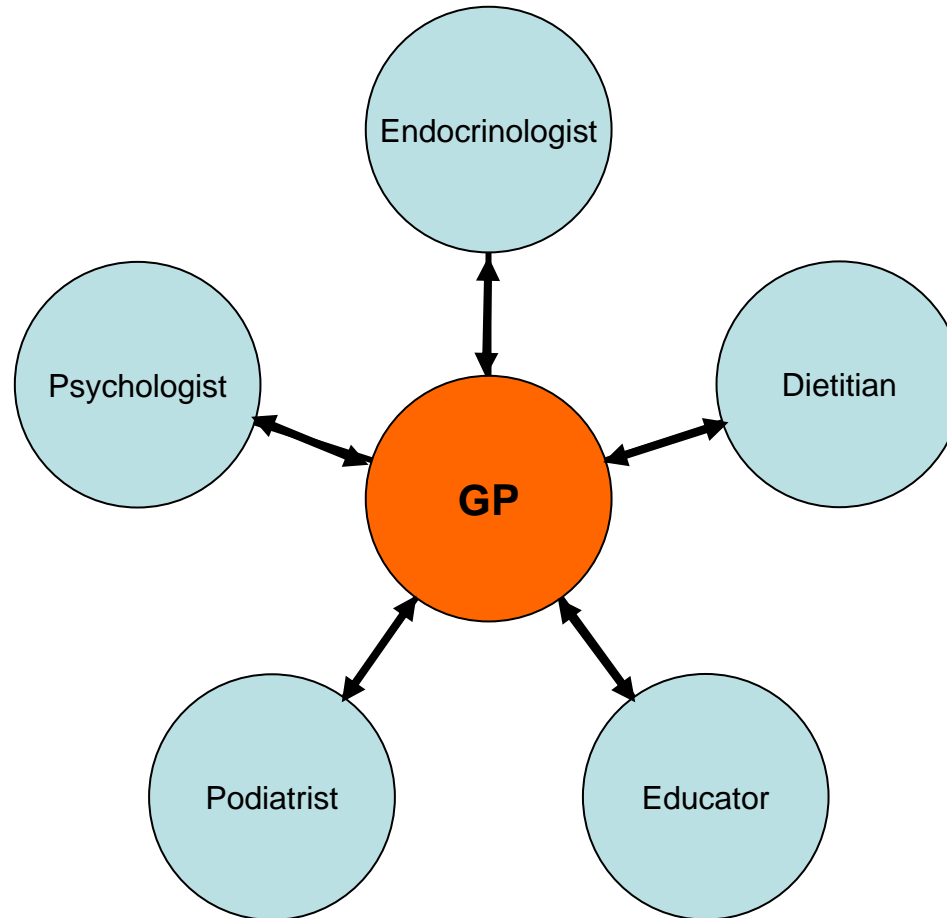 Endocrinologist
Psychologist
Dietitian
GP
Podiatrist
Educator